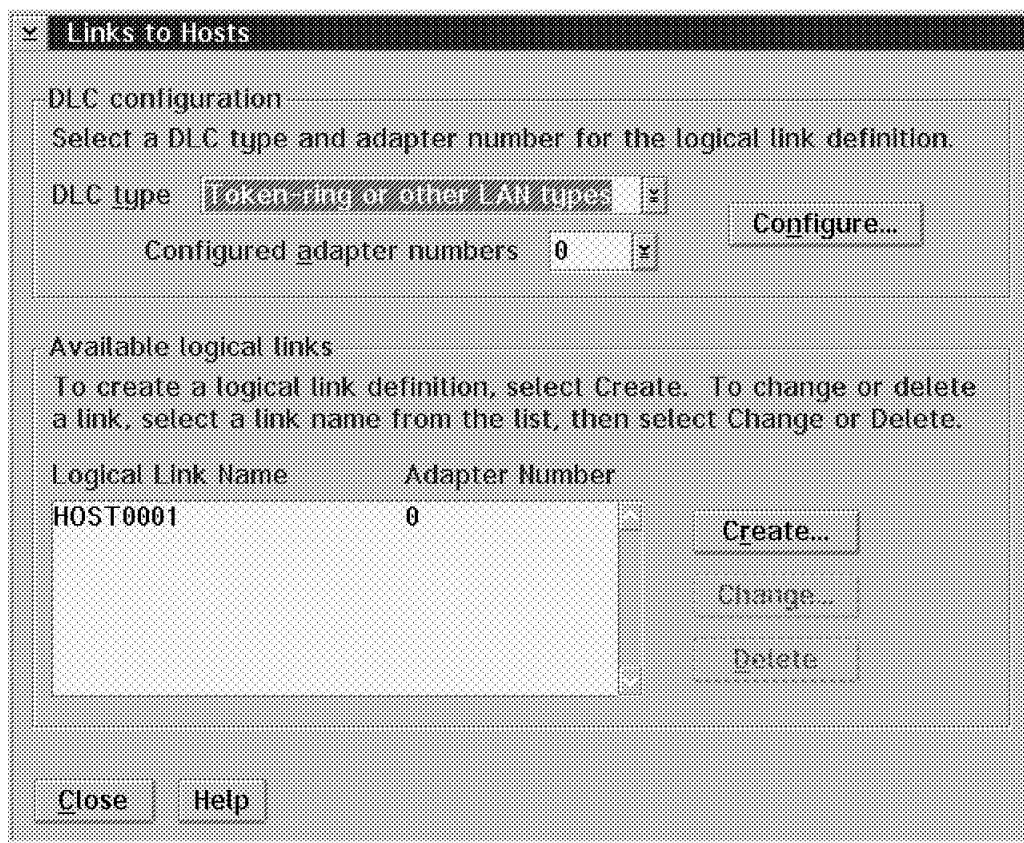 Links to Hosts
DLC configuration
Select a DLC type and adapter number for the logical link definition.
DLC type Token-ring or other LAN types
Configure...
Configured adapter numbers 0
Available logical links
To create a logical link definition, select Create. To change or delete
a link, select a link name from the list, then select Change or Delete.
Logical Link Name Adapter Number
HOST0001 0
Create...
Change...
Delete
Close Help